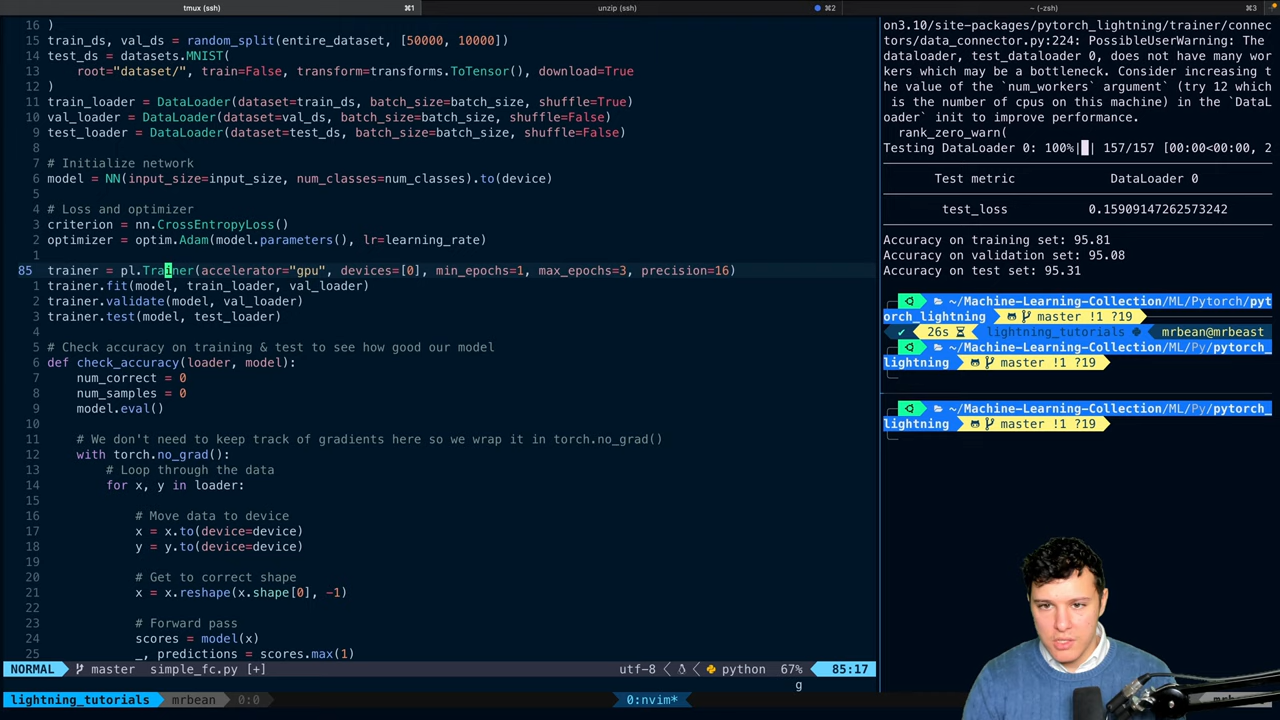 tmux (ssh) ⌘1 unzip (ssh) ⌘2 ~ (-zsh) ⌘3
16 )
15 train_ds, val_ds = random_split(entire_dataset, [50000, 10000])
14 test_ds = datasets.MNIST(
13     root="dataset/", train=False, transform=transforms.ToTensor(), download=True
12 )
11 train_loader = DataLoader(dataset=train_ds, batch_size=batch_size, shuffle=True)
10 val_loader = DataLoader(dataset=val_ds, batch_size=batch_size, shuffle=False)
9 test_loader = DataLoader(dataset=test_ds, batch_size=batch_size, shuffle=False)
8
7 # Initialize network
6 model = NN(input_size=input_size, num_classes=num_classes).to(device)
5
4 # Loss and optimizer
3 criterion = nn.CrossEntropyLoss()
2 optimizer = optim.Adam(model.parameters(), lr=learning_rate)
1
85 trainer = pl.Trainer(accelerator="gpu", devices=[0], min_epochs=1, max_epochs=3, precision=16)
1 trainer.fit(model, train_loader, val_loader)
2 trainer.validate(model, val_loader)
3 trainer.test(model, test_loader)
4
5 # Check accuracy on training & test to see how good our model
6 def check_accuracy(loader, model):
7     num_correct = 0
8     num_samples = 0
9     model.eval()
10
11     # We don't need to keep track of gradients here so we wrap it in torch.no_grad()
12     with torch.no_grad():
13         # Loop through the data
14         for x, y in loader:
15
16             # Move data to device
17             x = x.to(device=device)
18             y = y.to(device=device)
19
20             # Get to correct shape
21             x = x.reshape(x.shape[0], -1)
22
23             # Forward pass
24             scores = model(x)
25             _, predictions = scores.max(1)
NORMAL master simple_fc.py [+] utf-8 python 67% 85:17
g
lightning_tutorials mrbean 0:0 0:nvim*
on3.10/site-packages/pytorch_lightning/trainer/connec
tors/data_connector.py:224: PossibleUserWarning: The
dataloader, test_dataloader 0, does not have many wor
kers which may be a bottleneck. Consider increasing t
he value of the `num_workers` argument` (try 12 which
 is the number of cpus on this machine) in the `DataL
oader` init to improve performance.
  rank_zero_warn(
Testing DataLoader 0: 100%|█| 157/157 [00:00<00:00, 2
Test metric DataLoader 0
test_loss 0.15909147262573242
Accuracy on training set: 95.81
Accuracy on validation set: 95.08
Accuracy on test set: 95.31
~/Machine-Learning-Collection/ML/Pytorch/pyt
orch_lightning master !1 ?19
✔ 26s lightning_tutorials mrbean@mrbeast
~/Machine-Learning-Collection/ML/Py/pytorch_
lightning master !1 ?19
~/Machine-Learning-Collection/ML/Py/pytorch_
lightning master !1 ?19